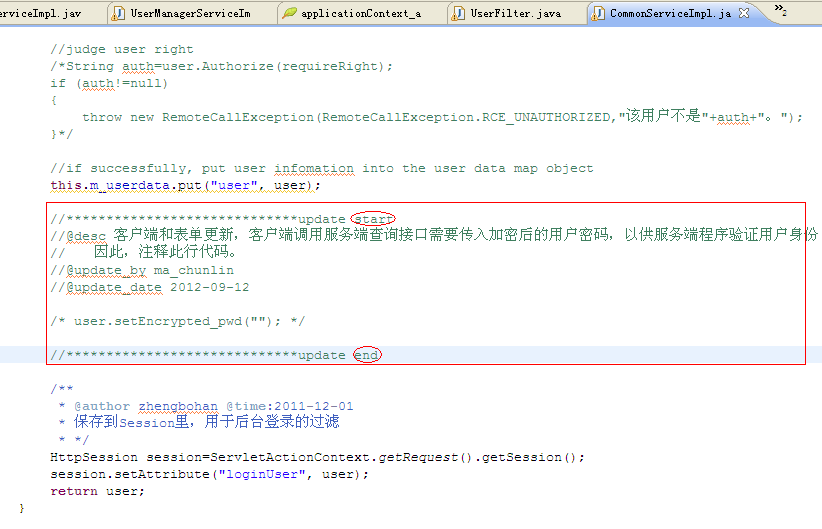 erviceImpl.jav UserManagerServiceIm applicationContext_a UserFilter.java CommonServiceImpl.ja »2
//judge user right
/*String auth=user.Authorize(requireRight);
if (auth!=null)
{
throw new RemoteCallException(RemoteCallException.RCE_UNAUTHORIZED,"该用户不是"+auth+"。");
}*/
//if successfully, put user infomation into the user data map object
this.m_userdata.put("user", user);
//*****************************update start
//@desc 客户端和表单更新，客户端调用服务端查询接口需要传入加密后的用户密码，以供服务端程序验证用户身份
// 因此，注释此行代码。
//@update_by ma_chunlin
//@update_date 2012-09-12
/* user.setEncrypted_pwd(""); */
//*****************************update end
/**
* @author zhengbohan @time:2011-12-01
* 保存到Session里，用于后台登录的过滤
* */
HttpSession session=ServletActionContext.getRequest().getSession();
session.setAttribute("loginUser", user);
return user;
}